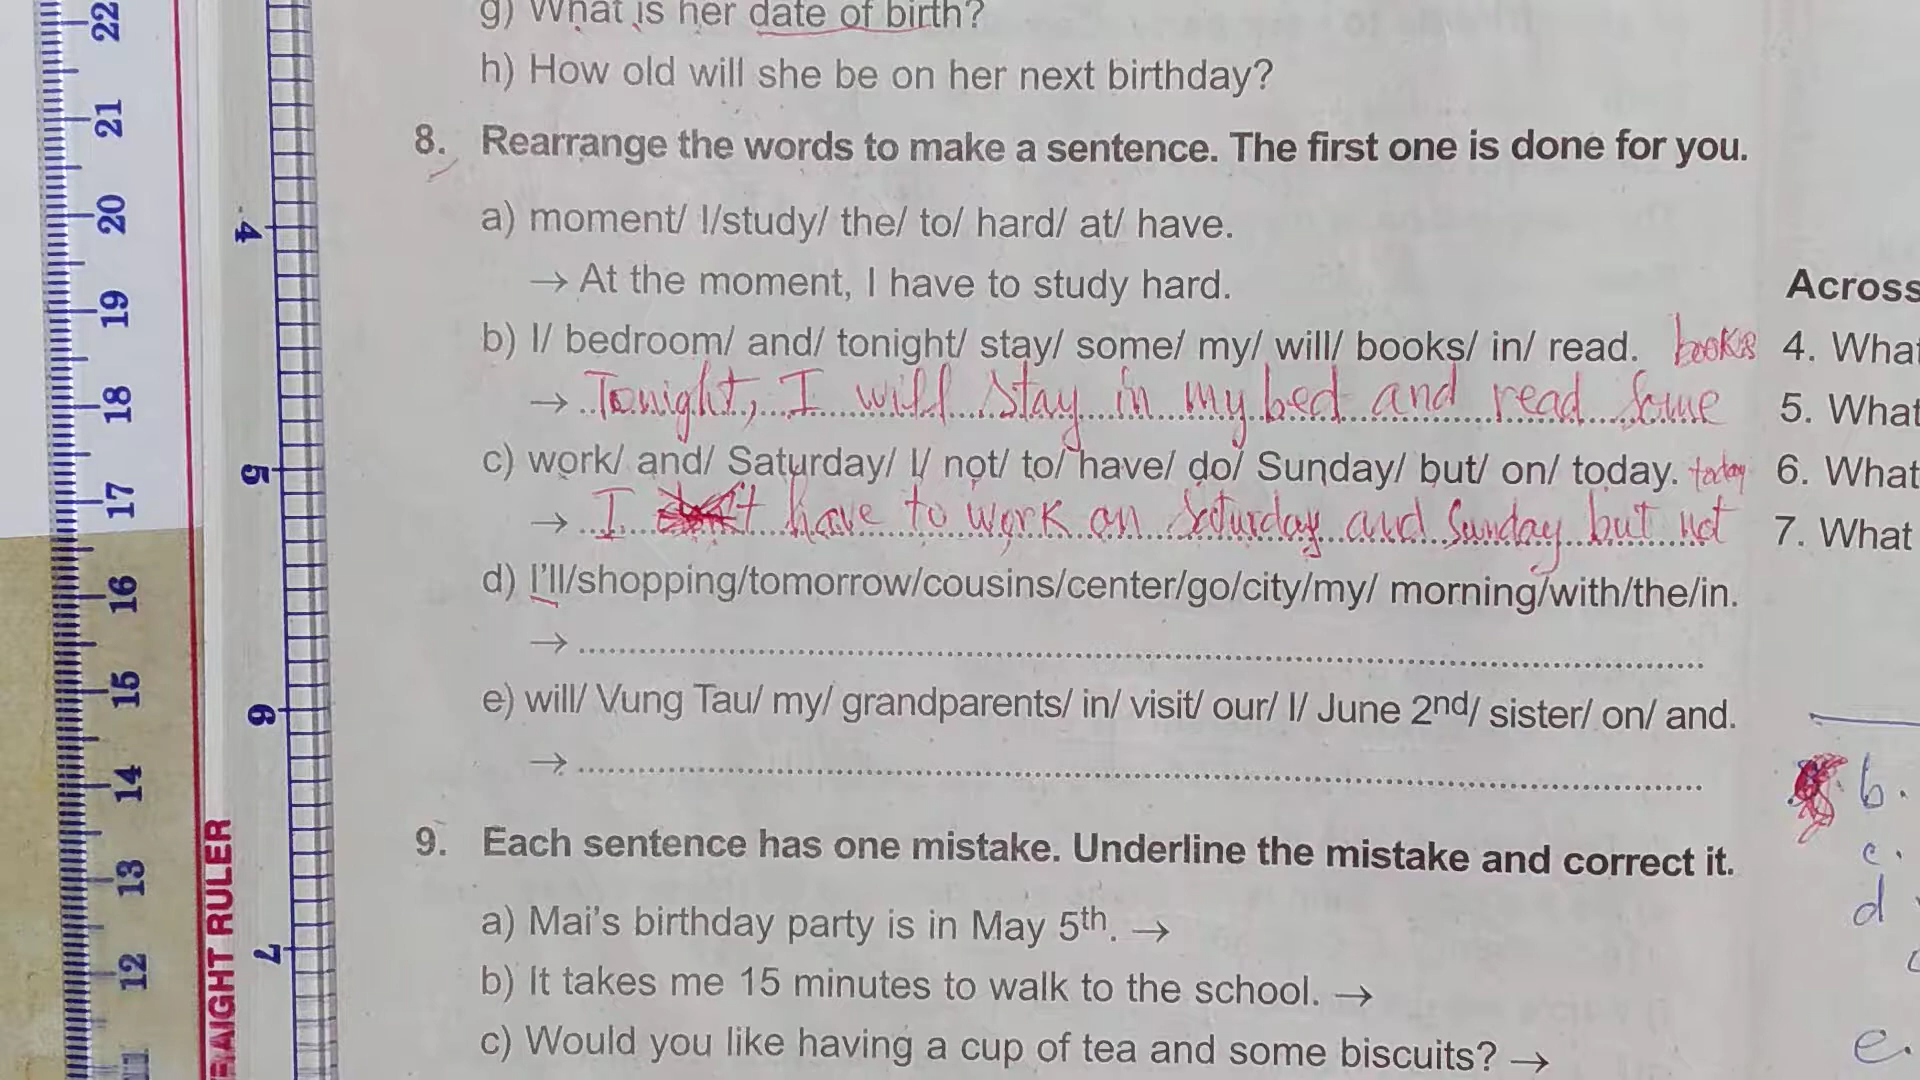 g) What is her date of birth?
h) How old will she be on her next birthday?
8. Rearrange the words to make a sentence. The first one is done for you.
a) moment/ I/study/ the/ to/ hard/ at/ have.
→ At the moment, I have to study hard.
b) I/ bedroom/ and/ tonight/ stay/ some/ my/ will/ books/ in/ read. books
→ Tonight, I will stay in my bed and read some
c) work/ and/ Saturday/ I/ not/ to/ have/ do/ Sunday/ but/ on/ today. today
→ I have to work on Saturday and Sunday but not
d) I'll/shopping/tomorrow/cousins/center/go/city/my/ morning/with/the/in.
→
e) will/ Vung Tau/ my/ grandparents/ in/ visit/ our/ I/ June 2nd/ sister/ on/ and.
→
9. Each sentence has one mistake. Underline the mistake and correct it.
a) Mai's birthday party is in May 5th. →
b) It takes me 15 minutes to walk to the school. →
c) Would you like having a cup of tea and some biscuits? →
Across
4. What
5. What
6. What
7. What
b.
c.
d
e.
22
21
20
19
18
17
16
15
14
13
12
11
4
5
6
7
RAIGHT RULER